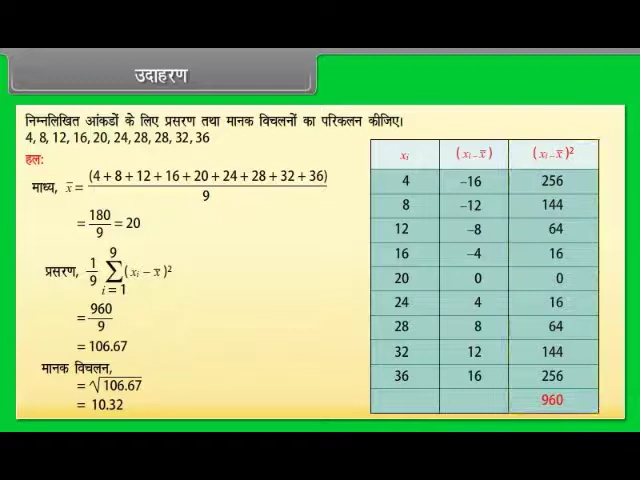 उदाहरण
निम्नलिखित आंकडों के लिए प्रसरण तथा मानक विचलनों का परिकलन कीजिए।
4, 8, 12, 16, 20, 24, 28, 28, 32, 36
हल:
माध्य, x̄ = (4 + 8 + 12 + 16 + 20 + 24 + 28 + 32 + 36) / 9
= 180/9 = 20
प्रसरण, 1/9 9∑i = 1 (xi − x̄)²
= 960/9
= 106.67
मानक विचलन,
= √106.67
= 10.32
xi (xi − x̄) (xi − x̄)²
4 −16 256
8 −12 144
12 −8 64
16 −4 16
20 0 0
24 4 16
28 8 64
32 12 144
36 16 256
960